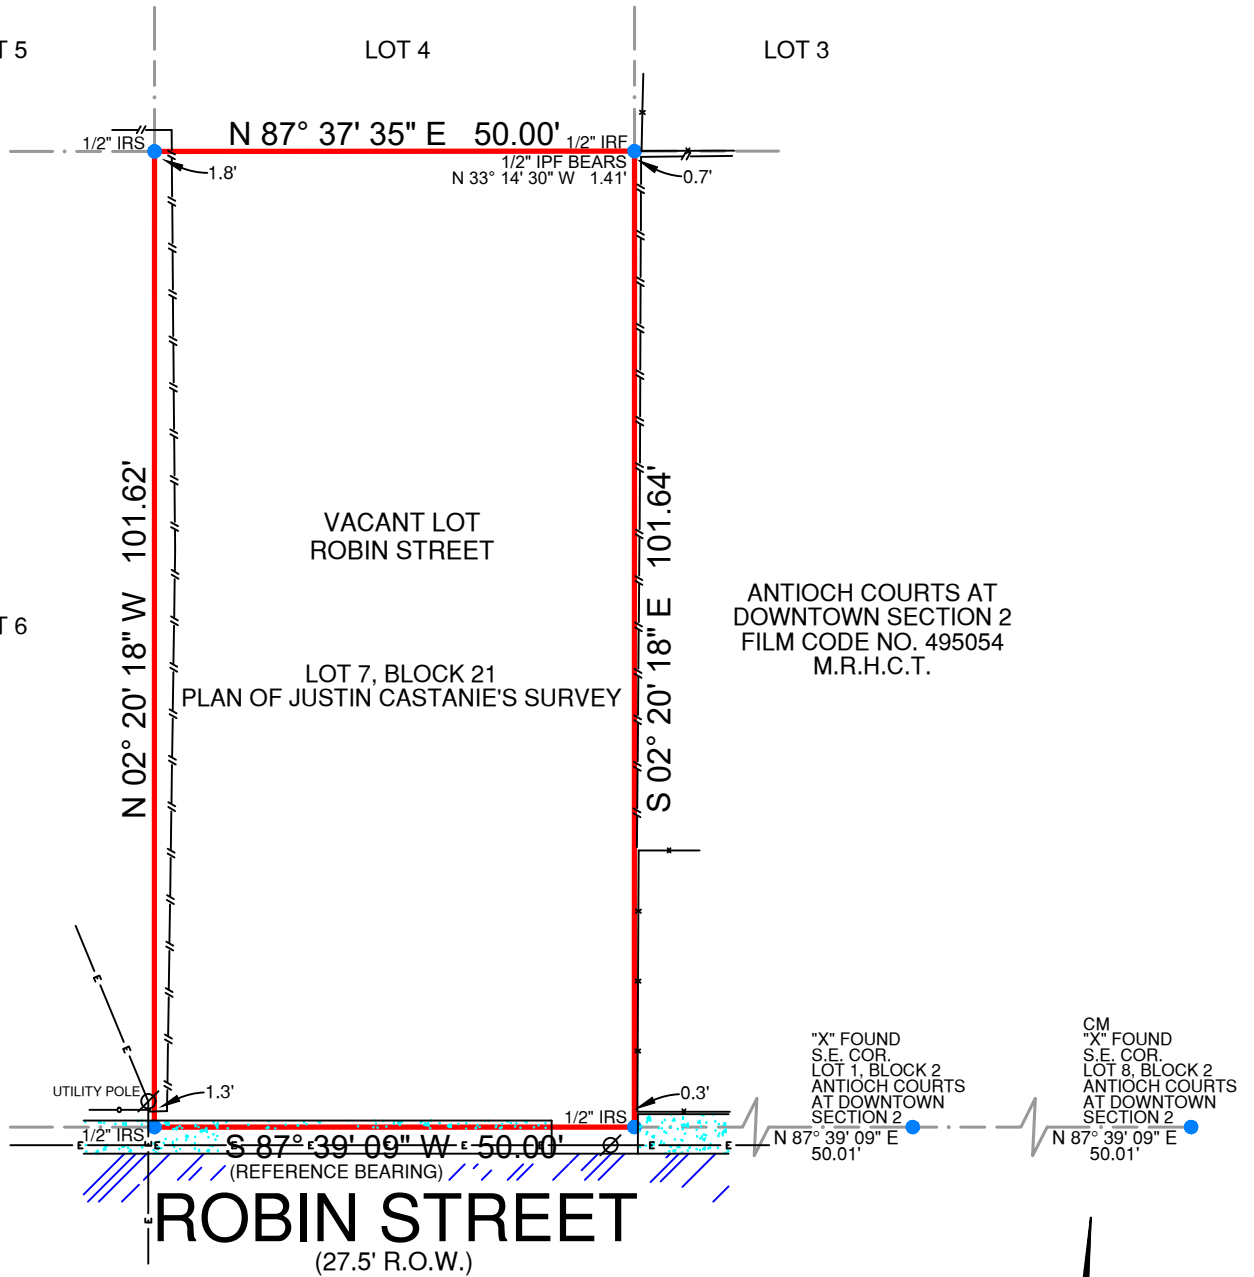 T 5
LOT 4
LOT 3
N 87° 37' 35" E 50.00'
1/2" IRS
1/2" IRF
1/2" IPF BEARS
N 33° 14' 30" W 1.41'
1.8'
0.7'
N 02° 20' 18" W 101.62'
S 02° 20' 18" E 101.64'
VACANT LOT
ROBIN STREET
ANTIOCH COURTS AT
DOWNTOWN SECTION 2
FILM CODE NO. 495054
M.R.H.C.T.
T 6
LOT 7, BLOCK 21
PLAN OF JUSTIN CASTANIE'S SURVEY
E
E
UTILITY POLE
1.3'
0.3'
"X" FOUND
S.E. COR.
LOT 1, BLOCK 2
ANTIOCH COURTS
AT DOWNTOWN
SECTION 2
N 87° 39' 09" E
50.01'
CM
"X" FOUND
S.E. COR.
LOT 8, BLOCK 2
ANTIOCH COURTS
AT DOWNTOWN
SECTION 2
N 87° 39' 09" E
50.01'
1/2" IRS
1/2" IRS
S 87° 39' 09" W 50.00'
(REFERENCE BEARING)
ROBIN STREET
(27.5' R.O.W.)